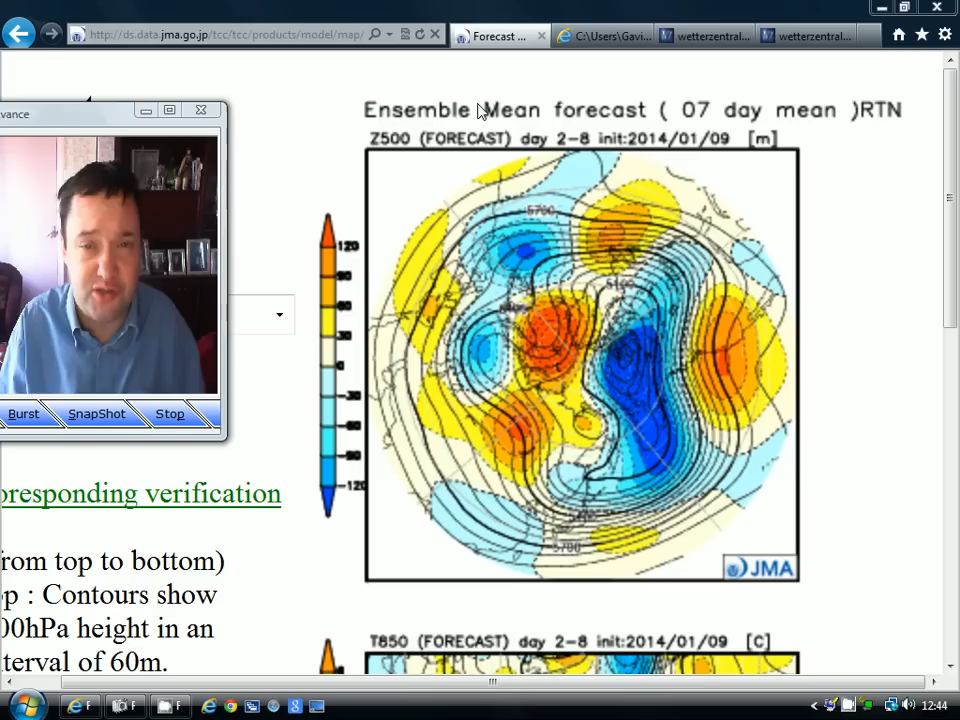 http://ds.data.jma.go.jp/tcc/tcc/products/model/map/
Forecast ...
C:\Users\Gavi...
wetterzentral...
wetterzentral...
vance
Burst
SnapShot
Stop
Ensemble Mean forecast ( 07 day mean )RTN
Z500 (FORECAST) day 2-8 init:2014/01/09 [m]
120
90
60
30
0
-30
-60
-90
-120
5700
5100
5400
5700
JMA
oresponding verification
rom top to bottom)
p : Contours show
00hPa height in an
terval of 60m.
T850 (FORECAST) day 2-8 init:2014/01/09 [C]
F
F
F
12:44